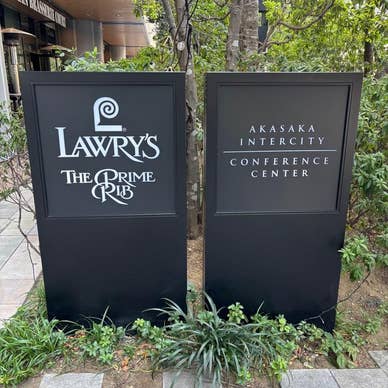 LAWRY'S
THE PRIME
RIB
AKASAKA
INTERCITY
CONFERENCE
CENTER